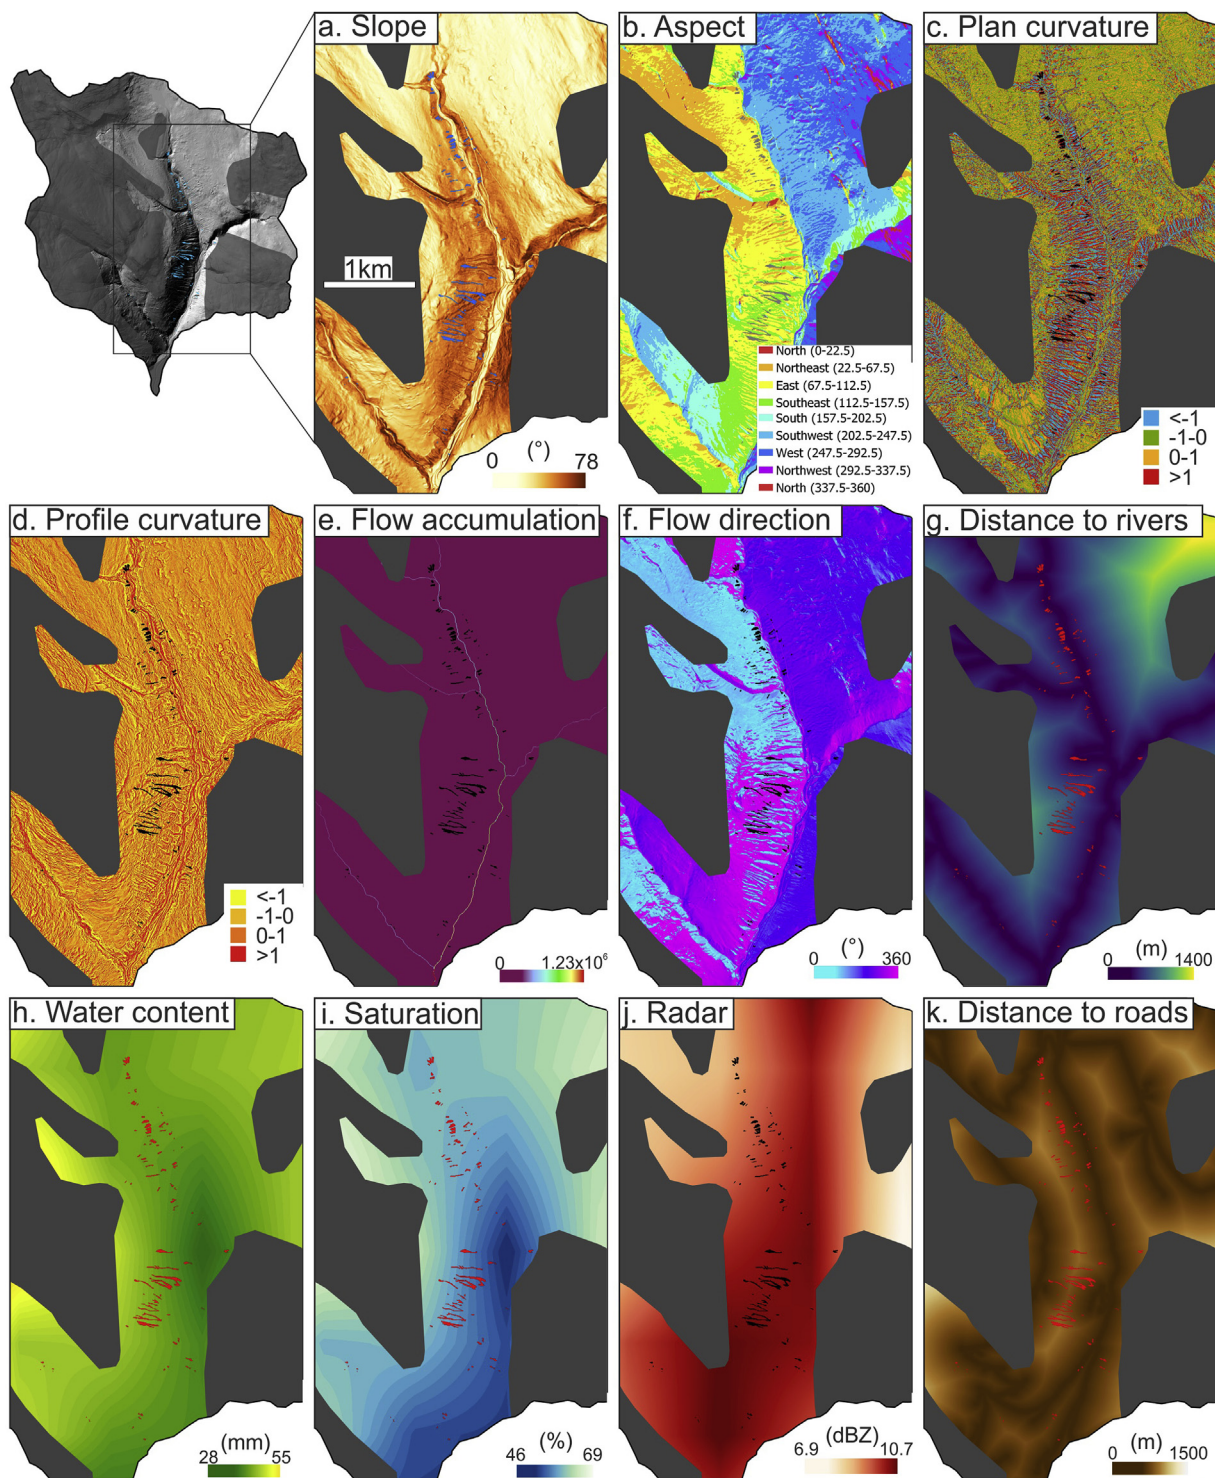 a. Slope
1km
(°)
0 78
b. Aspect
North (0-22.5)
Northeast (22.5-67.5)
East (67.5-112.5)
Southeast (112.5-157.5)
South (157.5-202.5)
Southwest (202.5-247.5)
West (247.5-292.5)
Northwest (292.5-337.5)
North (337.5-360)
c. Plan curvature
<-1
-1-0
0-1
>1
d. Profile curvature
<-1
-1-0
0-1
>1
e. Flow accumulation
0 1.23x10⁶
f. Flow direction
(°)
0 360
g. Distance to rivers
(m)
0 1400
h. Water content
(mm)
28 55
i. Saturation
(%)
46 69
j. Radar
(dBZ)
6.9 10.7
k. Distance to roads
(m)
0 1500